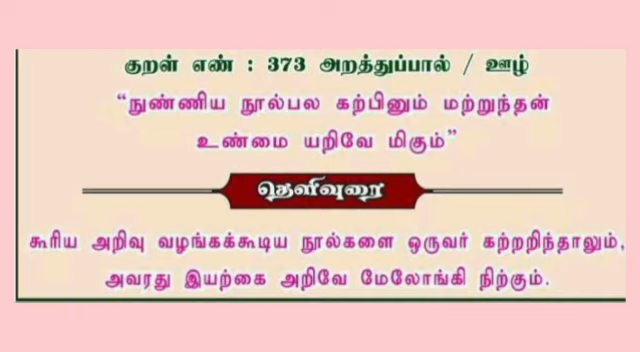 குறள் எண் : 373 அறத்துப்பால் / ஊழ்
“நுண்ணிய நூல்பல கற்பினும் மற்றுந்தன்
உண்மை யறிவே மிகும்”
தெளிவுரை
கூரிய அறிவு வழங்கக்கூடிய நூல்களை ஒருவர் கற்றறிந்தாலும்,
அவரது இயற்கை அறிவே மேலோங்கி நிற்கும்.